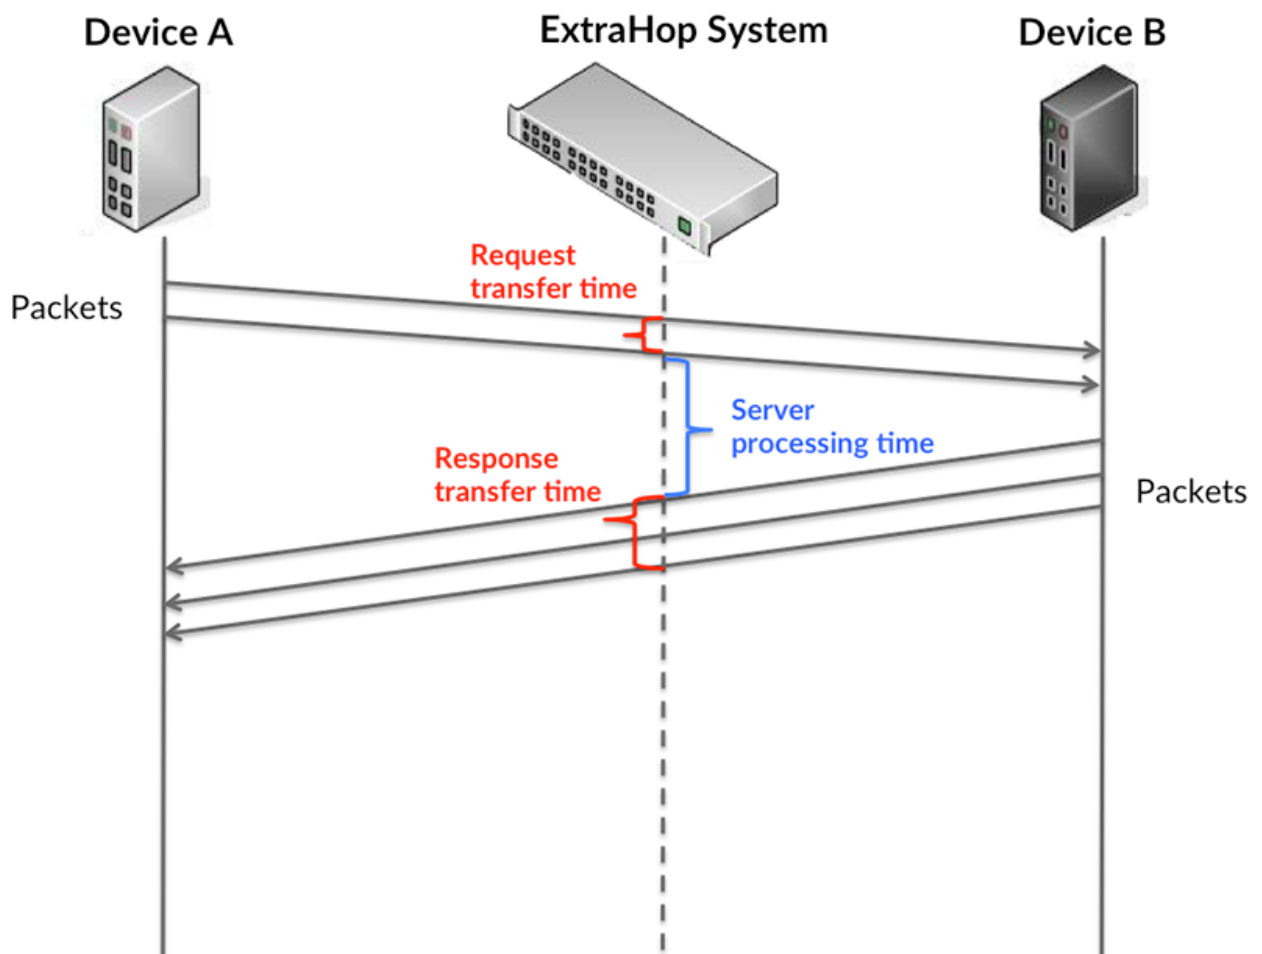 Device A
ExtraHop System
Device B
Request
transfer time
Packets
Server
processing time
Response
transfer time
Packets